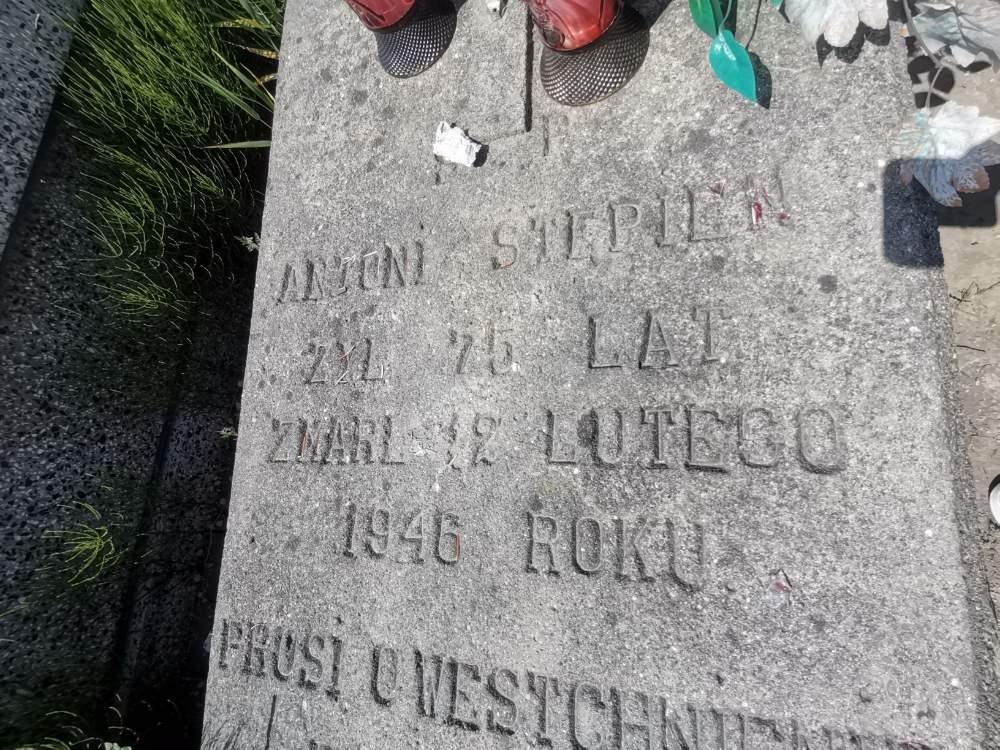 ANTONi STĘPIEŃ
ŻYŁ 75 LAT
ZMARŁ 12 LUTEGO
1946 ROKU
PROSi O WESTCHNIENIE